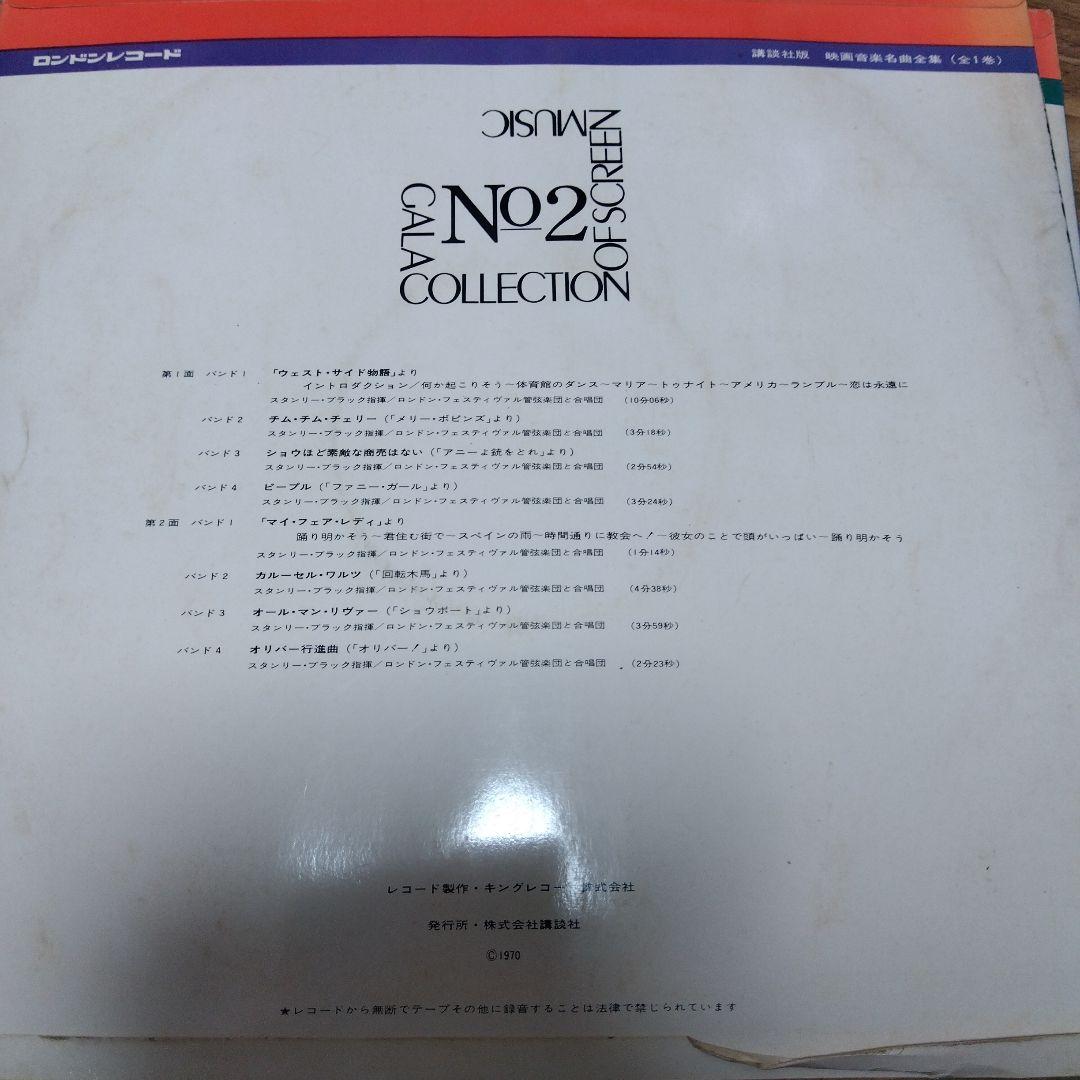 ロンドンレコード
講談社版 映画音楽名曲全集（全1巻）
GALA
COLLECTION
OF SCREEN
MUSIC
No2
第1面 バンド1 「ウェスト・サイド物語」より
イントロダクション／何か起こりそう～体育館のダンス～マリア～トゥナイト～アメリカ～ランブル～恋は永遠に
スタンリー・ブラック指揮／ロンドン・フェスティヴァル管弦楽団と合唱団 （10分06秒）
バンド2 チム・チム・チェリー（「メリー・ポピンズ」より）
スタンリー・ブラック指揮／ロンドン・フェスティヴァル管弦楽団と合唱団 （3分18秒）
バンド3 ショウほど素敵な商売はない（「アニーよ銃をとれ」より）
スタンリー・ブラック指揮／ロンドン・フェスティヴァル管弦楽団と合唱団 （2分54秒）
バンド4 ピープル（「ファニー・ガール」より）
スタンリー・ブラック指揮／ロンドン・フェスティヴァル管弦楽団と合唱団 （3分24秒）
第2面 バンド1 「マイ・フェア・レディ」より
踊り明かそう～君住む街で～スペインの雨～時間通りに教会へ！～彼女のことで頭がいっぱい～踊り明かそう
スタンリー・ブラック指揮／ロンドン・フェスティヴァル管弦楽団と合唱団 （1分14秒）
バンド2 カルーセル・ワルツ（「回転木馬」より）
スタンリー・ブラック指揮／ロンドン・フェスティヴァル管弦楽団と合唱団 （4分38秒）
バンド3 オール・マン・リヴァー（「ショウボート」より）
スタンリー・ブラック指揮／ロンドン・フェスティヴァル管弦楽団と合唱団 （3分59秒）
バンド4 オリバー行進曲（「オリバー！」より）
スタンリー・ブラック指揮／ロンドン・フェスティヴァル管弦楽団と合唱団 （2分23秒）
レコード製作・キングレコード株式会社
発行所・株式会社講談社
©1970
★レコードから無断でテープその他に録音することは法律で禁じられています